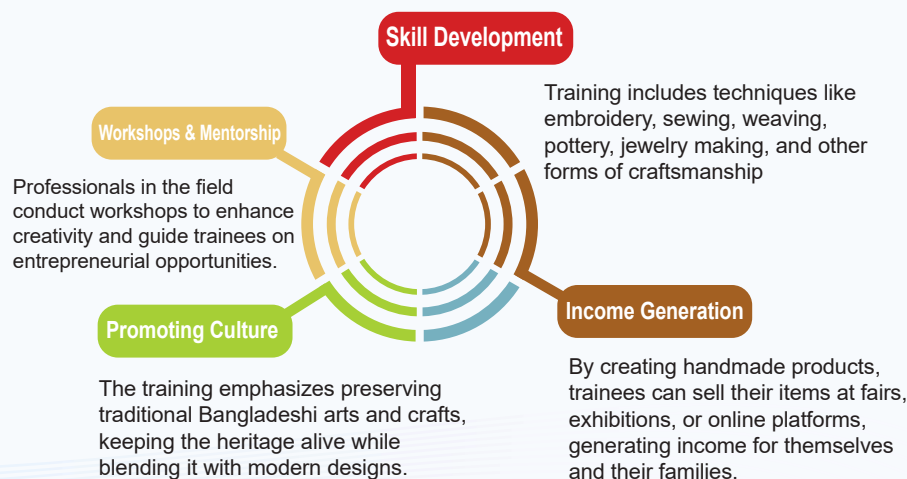 Skill Development
Training includes techniques like
embroidery, sewing, weaving,
pottery, jewelry making, and other
forms of craftsmanship
Workshops & Mentorship
Professionals in the field
conduct workshops to enhance
creativity and guide trainees on
entrepreneurial opportunities.
Promoting Culture
The training emphasizes preserving
traditional Bangladeshi arts and crafts,
keeping the heritage alive while
blending it with modern designs.
Income Generation
By creating handmade products,
trainees can sell their items at fairs,
exhibitions, or online platforms,
generating income for themselves
and their families.